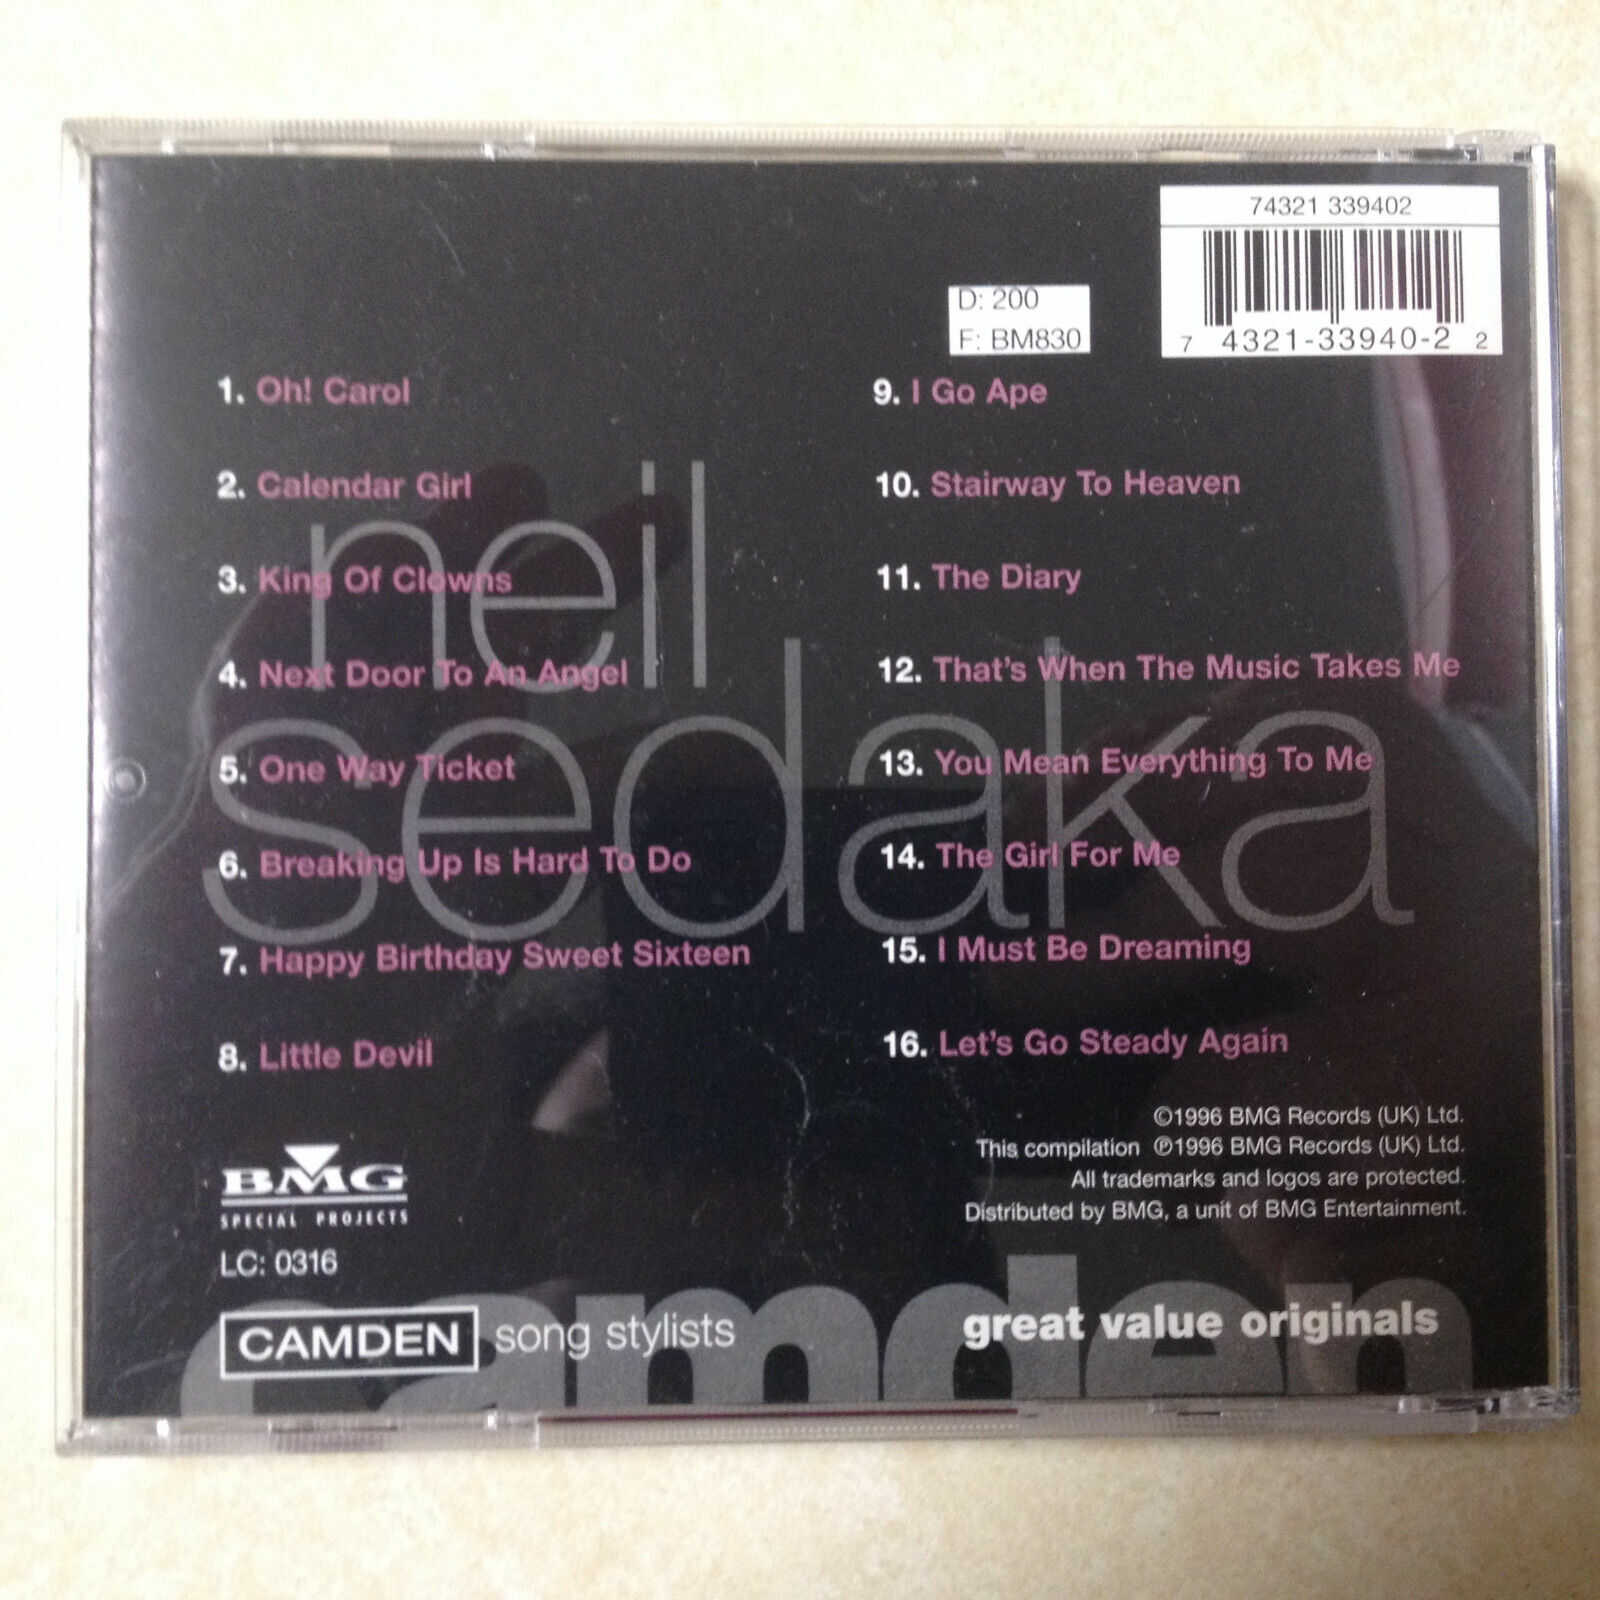 74321 339402
7 4321-33940-2 2
D: 200
F: BM830
neil
sedaka
1. Oh! Carol
2. Calendar Girl
3. King Of Clowns
4. Next Door To An Angel
5. One Way Ticket
6. Breaking Up Is Hard To Do
7. Happy Birthday Sweet Sixteen
8. Little Devil
9. I Go Ape
10. Stairway To Heaven
11. The Diary
12. That's When The Music Takes Me
13. You Mean Everything To Me
14. The Girl For Me
15. I Must Be Dreaming
16. Let's Go Steady Again
©1996 BMG Records (UK) Ltd.
This compilation ℗1996 BMG Records (UK) Ltd.
All trademarks and logos are protected.
Distributed by BMG, a unit of BMG Entertainment.
BMG
SPECIAL PROJECTS
LC: 0316
CAMDEN song stylists
great value originals
camden